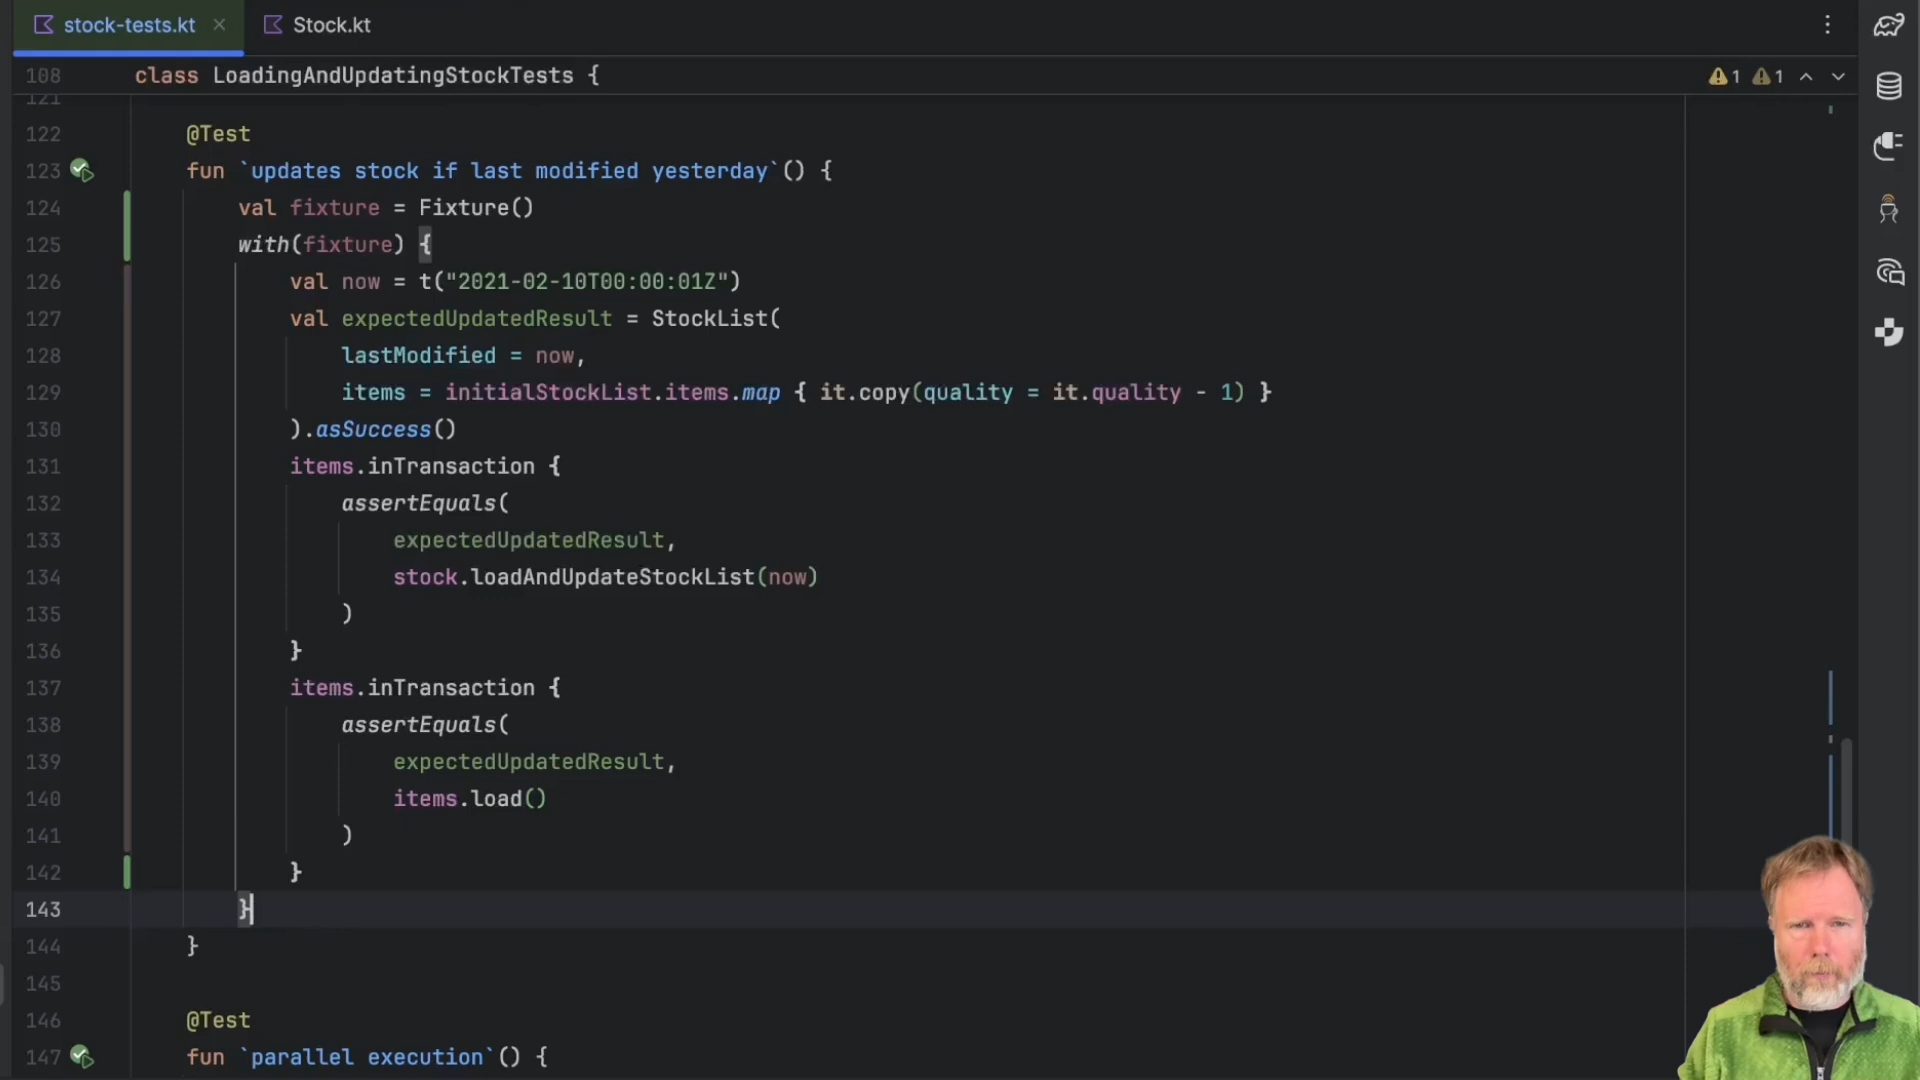 stock-tests.kt
Stock.kt
108 class LoadingAndUpdatingStockTests {
1 1
121
122 @Test
123 fun `updates stock if last modified yesterday`() {
124 val fixture = Fixture()
125 with(fixture) {
126 val now = t("2021-02-10T00:00:01Z")
127 val expectedUpdatedResult = StockList(
128 lastModified = now,
129 items = initialStockList.items.map { it.copy(quality = it.quality - 1) }
130 ).asSuccess()
131 items.inTransaction {
132 assertEquals(
133 expectedUpdatedResult,
134 stock.loadAndUpdateStockList(now)
135 )
136 }
137 items.inTransaction {
138 assertEquals(
139 expectedUpdatedResult,
140 items.load()
141 )
142 }
143 }
144 }
145
146 @Test
147 fun `parallel execution`() {